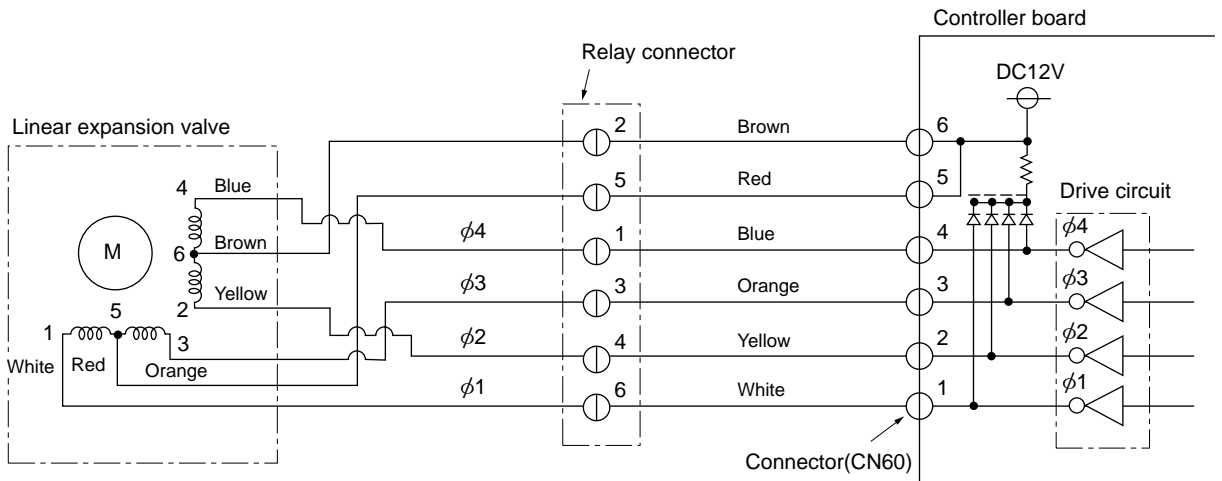 Controller board
Relay connector
DC12V
Linear expansion valve
2 Brown 6
4 Blue
5 Red 5
Drive circuit
M
6 Brown
ϕ4 1 Blue 4 ϕ4
2 Yellow
ϕ3 3 Orange 3 ϕ3
5
1 3
ϕ2 4 Yellow 2 ϕ2
White Red Orange
ϕ1 6 White 1 ϕ1
Connector(CN60)